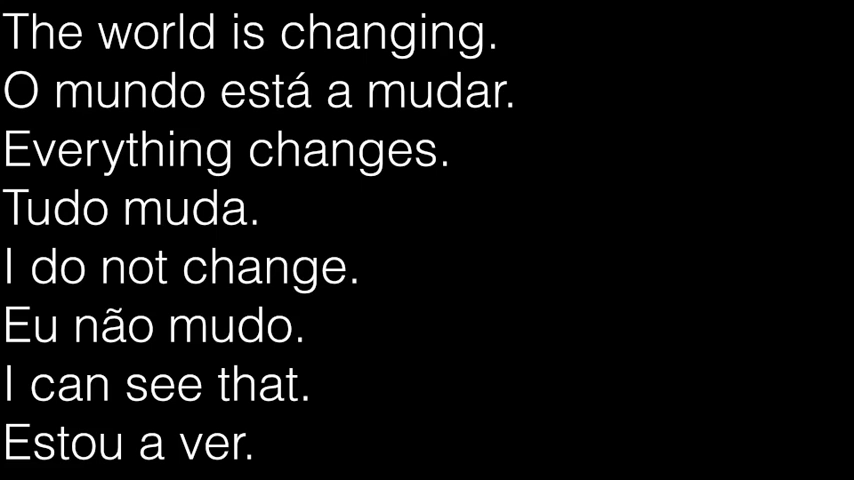 The world is changing.
O mundo está a mudar.
Everything changes.
Tudo muda.
I do not change.
Eu não mudo.
I can see that.
Estou a ver.